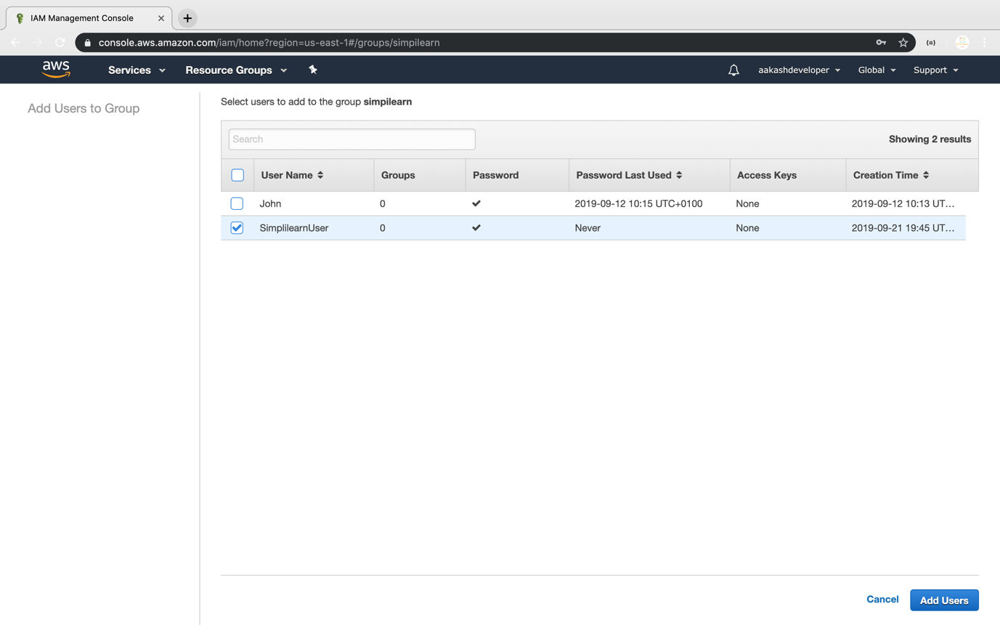 IAM Management Console
console.aws.amazon.com/iam/home?region=us-east-1#/groups/simpilearn
aws Services Resource Groups aakashdeveloper Global Support
Add Users to Group
Select users to add to the group simpilearn
Search Showing 2 results
User Name Groups Password Password Last Used Access Keys Creation Time
John 0 2019-09-12 10:15 UTC+0100 None 2019-09-12 10:13 UT…
SimplilearnUser 0 Never None 2019-09-21 19:45 UT…
Cancel Add Users